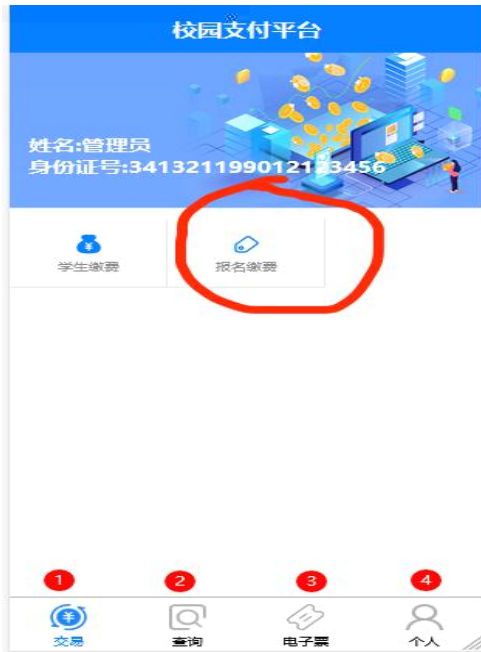 校园支付平台
姓名:管理员
身份证号:341321199012123456
学生缴费
报名缴费
1
2
3
4
交易
查询
电子票
个人